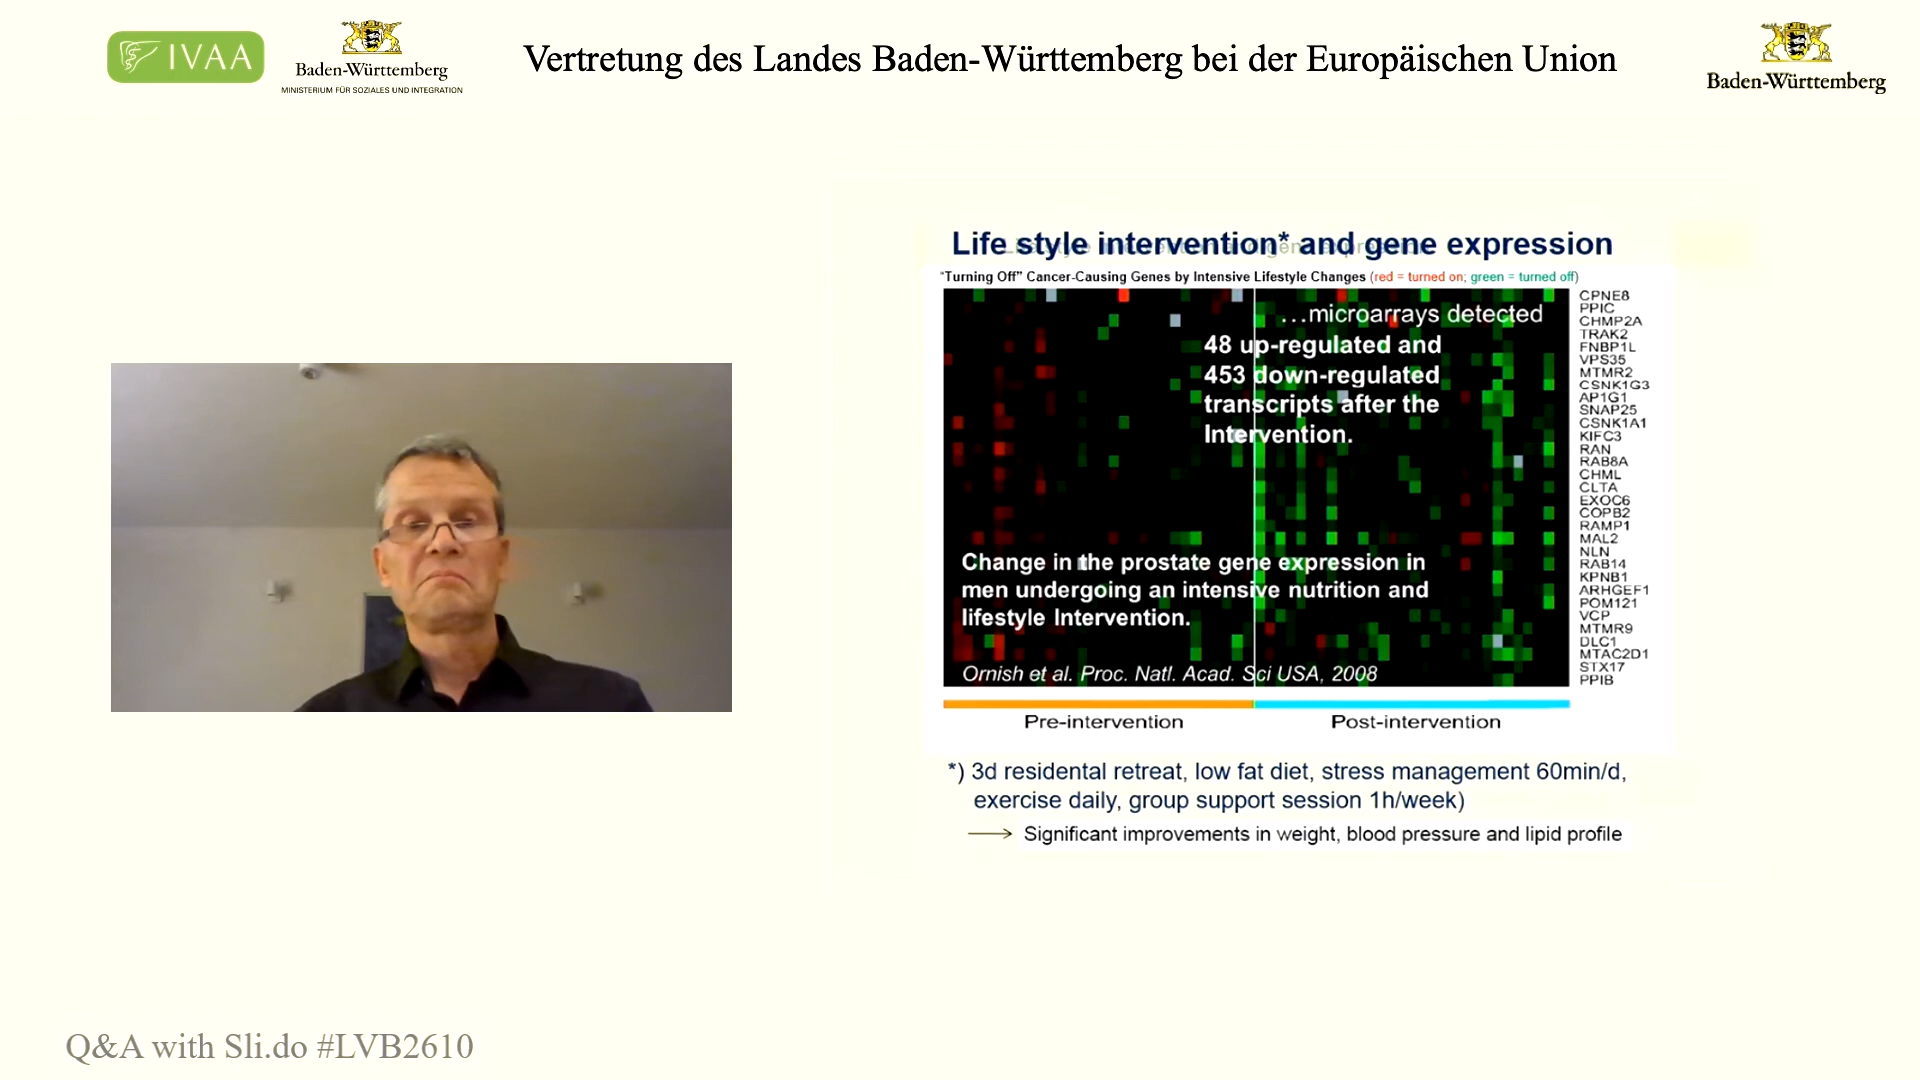 IVAA
Baden-Württemberg
MINISTERIUM FÜR SOZIALES UND INTEGRATION
Vertretung des Landes Baden-Württemberg bei der Europäischen Union
Baden-Württemberg
Life style intervention* and gene expression
"Turning Off" Cancer-Causing Genes by Intensive Lifestyle Changes (red = turned on; green = turned off)
...microarrays detected
48 up-regulated and
453 down-regulated
transcripts after the
Intervention.
Change in the prostate gene expression in
men undergoing an intensive nutrition and
lifestyle Intervention.
Ornish et al. Proc. Natl. Acad. Sci USA, 2008
CPNE8
PPIC
CHMP2A
TRAK2
FNBP1L
VPS35
MTMR2
CSNK1G3
AP1G1
SNAP25
CSNK1A1
KIFC3
RAN
RAB8A
CHML
CLTA
EXOC6
COPB2
RAMP1
MAL2
NLN
RAB14
KPNB1
ARHGEF1
POM121
VCP
MTMR9
DLC1
MTAC2D1
STX17
PPIB
Pre-intervention
Post-intervention
*) 3d residental retreat, low fat diet, stress management 60min/d,
exercise daily, group support session 1h/week)
Significant improvements in weight, blood pressure and lipid profile
Q&A with Sli.do #LVB2610